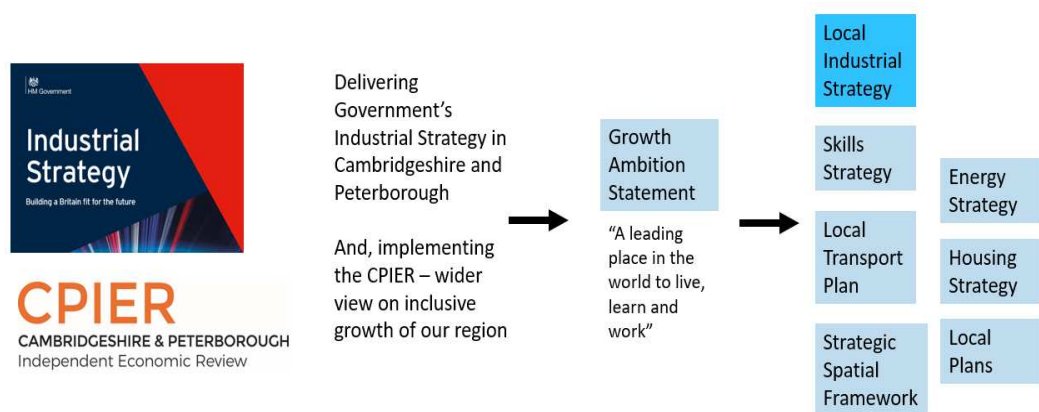 HM Government
Industrial
Strategy
Building a Britain fit for the future
CPIER
CAMBRIDGESHIRE & PETERBOROUGH
Independent Economic Review
Delivering
Government’s
Industrial Strategy in
Cambridgeshire and
Peterborough
And, implementing
the CPIER – wider
view on inclusive
growth of our region
Growth
Ambition
Statement
“A leading
place in the
world to live,
learn and
work”
Local
Industrial
Strategy
Skills
Strategy
Local
Transport
Plan
Strategic
Spatial
Framework
Energy
Strategy
Housing
Strategy
Local
Plans